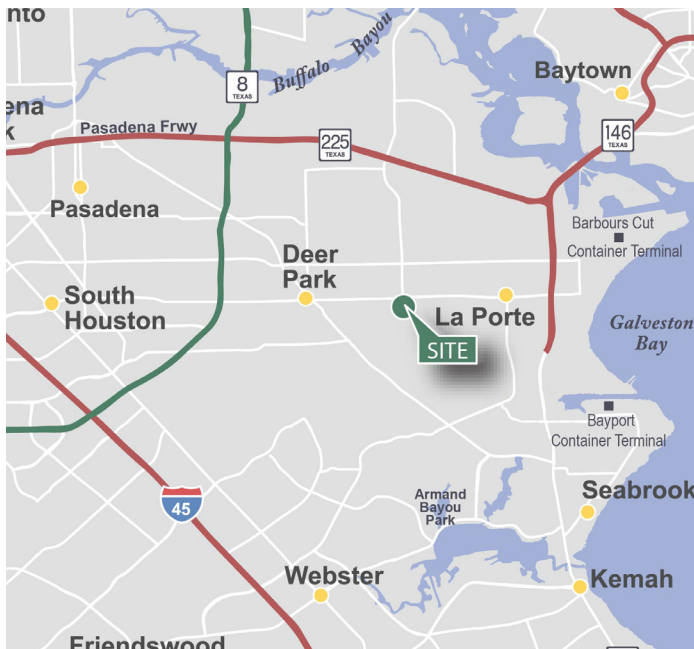 nto
Buffalo Bayou
8
TEXAS
Baytown
ena
k
Pasadena Frwy
225
TEXAS
146
TEXAS
Pasadena
Barbours Cut
Container Terminal
Deer
Park
South
Houston
La Porte
Galveston
Bay
SITE
Bayport
Container Terminal
Armand
Bayou
Park
Seabrook
45
Webster
Kemah
Friendswood